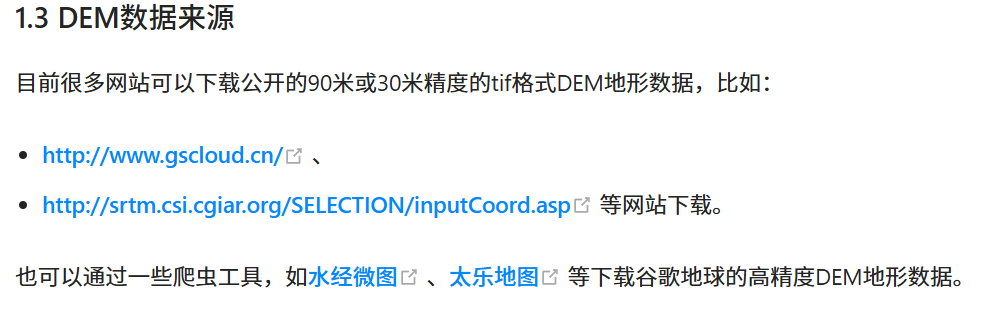 1.3 DEM数据来源
目前很多网站可以下载公开的90米或30米精度的tif格式DEM地形数据，比如：
• http://www.gscloud.cn/ 、
• http://srtm.csi.cgiar.org/SELECTION/inputCoord.asp 等网站下载。
也可以通过一些爬虫工具，如水经微图 、太乐地图 等下载谷歌地球的高精度DEM地形数据。